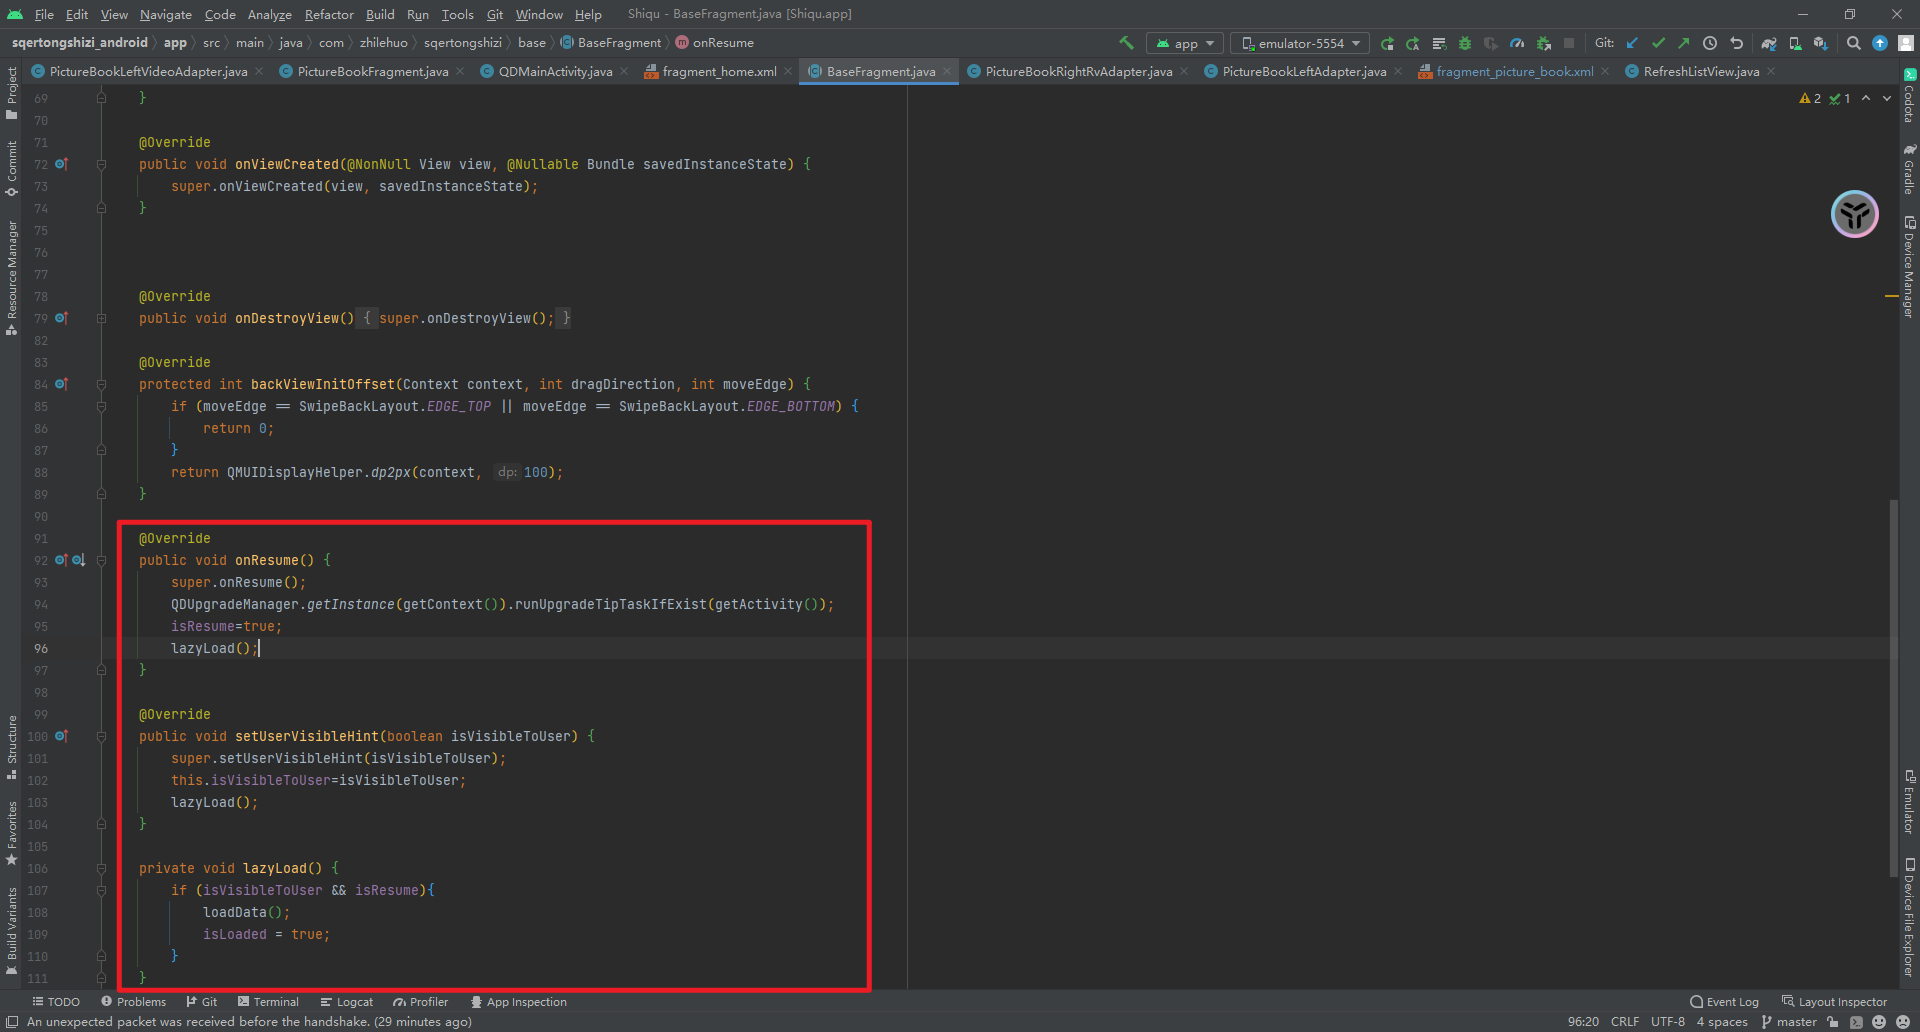 File Edit View Navigate Code Analyze Refactor Build Run Tools Git Window Help Shiqu - BaseFragment.java [Shiqu.app]
sqertongshizi_android app src main java com zhilehuo sqertongshizi base BaseFragment onResume app emulator-5554 Git:
PictureBookLeftVideoAdapter.java PictureBookFragment.java QDMainActivity.java fragment_home.xml BaseFragment.java PictureBookRightRvAdapter.java PictureBookLeftAdapter.java fragment_picture_book.xml RefreshListView.java
Project
Commit
Resource Manager
Structure
Favorites
Build Variants
2 1
69 }
70
71 @Override
72 public void onViewCreated(@NonNull View view, @Nullable Bundle savedInstanceState) {
73 super.onViewCreated(view, savedInstanceState);
74 }
75
76
77
78 @Override
79 public void onDestroyView() { super.onDestroyView(); }
82
83 @Override
84 protected int backViewInitOffset(Context context, int dragDirection, int moveEdge) {
85 if (moveEdge == SwipeBackLayout.EDGE_TOP || moveEdge == SwipeBackLayout.EDGE_BOTTOM) {
86 return 0;
87 }
88 return QMUIDisplayHelper.dp2px(context, dp: 100);
89 }
90
91 @Override
92 public void onResume() {
93 super.onResume();
94 QDUpgradeManager.getInstance(getContext()).runUpgradeTipTaskIfExist(getActivity());
95 isResume=true;
96 lazyLoad();
97 }
98
99 @Override
100 public void setUserVisibleHint(boolean isVisibleToUser) {
101 super.setUserVisibleHint(isVisibleToUser);
102 this.isVisibleToUser=isVisibleToUser;
103 lazyLoad();
104 }
105
106 private void lazyLoad() {
107 if (isVisibleToUser && isResume){
108 loadData();
109 isLoaded = true;
110 }
111 }
Codota
Gradle
Device Manager
Emulator
Device File Explorer
TODO Problems Git Terminal Logcat Profiler App Inspection Event Log Layout Inspector
An unexpected packet was received before the handshake. (29 minutes ago) 96:20 CRLF UTF-8 4 spaces master